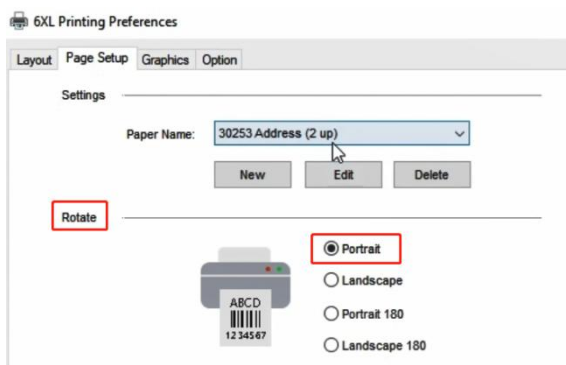 6XL Printing Preferences
Layout Page Setup Graphics Option
Settings
Paper Name: 30253 Address (2 up)
New Edit Delete
Rotate
Portrait
Landscape
Portrait 180
Landscape 180
ABCD
1234567